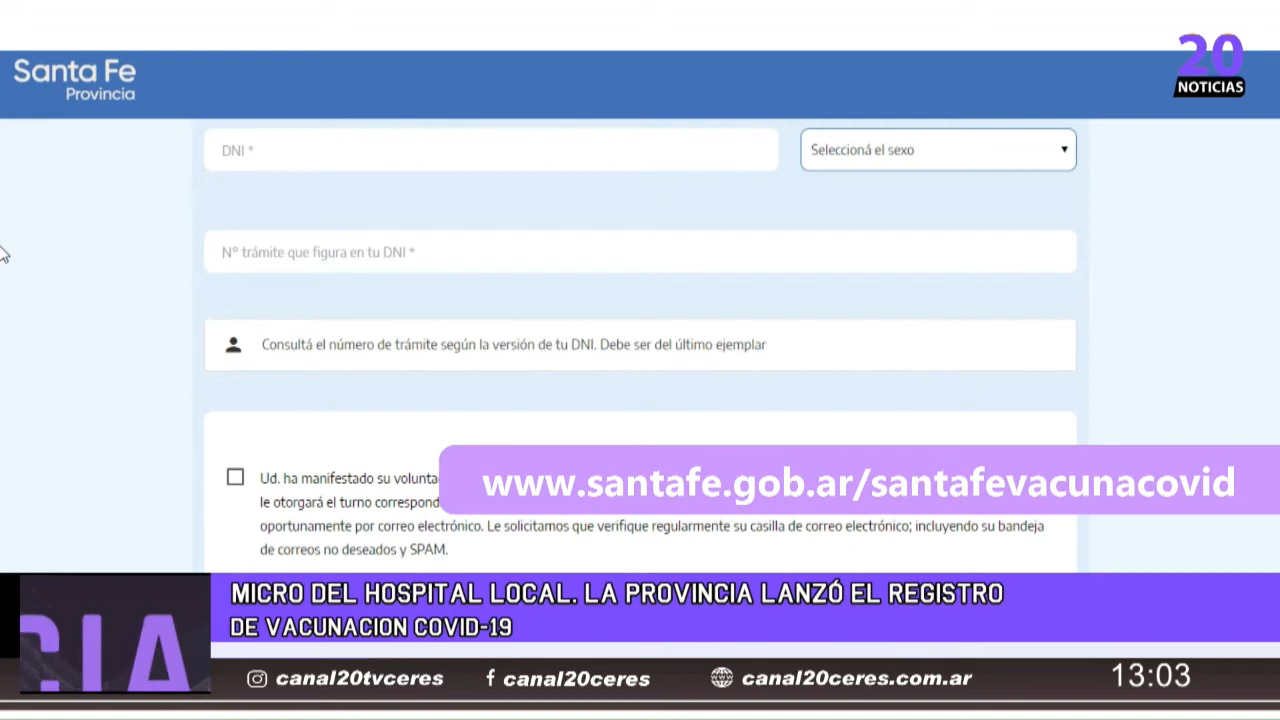 Santa Fe
Provincia
20
NOTICIAS
DNI *
Seleccioná el sexo
N° trámite que figura en tu DNI *
Consultá el número de trámite según la versión de tu DNI. Debe ser del último ejemplar
Ud. ha manifestado su
le otorgará el turno
www.santafe.gob.ar/santafevacunacovid
oportunamente por correo electrónico. Le solicitamos que verifique regularmente su casilla de correo electrónico; incluyendo su bandeja
de correos no deseados y SPAM.
MICRO DEL HOSPITAL LOCAL. LA PROVINCIA LANZÓ EL REGISTRO
DE VACUNACION COVID-19
CIA
canal20tvceres
canal20ceres
canal20ceres.com.ar
13:03